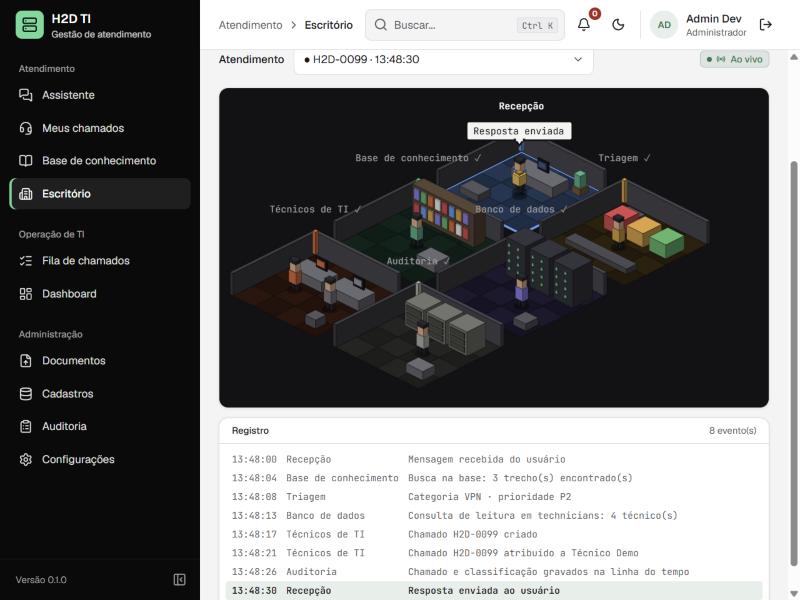 H2D TI
Gestão de atendimento
Atendimento
Assistente
Meus chamados
Base de conhecimento
Escritório
Operação de TI
Fila de chamados
Dashboard
Administração
Documentos
Cadastros
Auditoria
Configurações
Versão 0.1.0
Atendimento > Escritório
Buscar... Ctrl K
0
AD
Admin Dev
Administrador
Atendimento
● H2D-0099 · 13:48:30
Ao vivo
Recepção
Resposta enviada
Base de conhecimento ✓
Triagem ✓
Técnicos de TI ✓
Banco de dados ✓
Auditoria ✓
Registro 8 evento(s)
13:48:00 Recepção Mensagem recebida do usuário
13:48:04 Base de conhecimento Busca na base: 3 trecho(s) encontrado(s)
13:48:08 Triagem Categoria VPN · prioridade P2
13:48:13 Banco de dados Consulta de leitura em technicians: 4 técnico(s)
13:48:17 Técnicos de TI Chamado H2D-0099 criado
13:48:21 Técnicos de TI Chamado H2D-0099 atribuído a Técnico Demo
13:48:26 Auditoria Chamado e classificação gravados na linha do tempo
13:48:30 Recepção Resposta enviada ao usuário